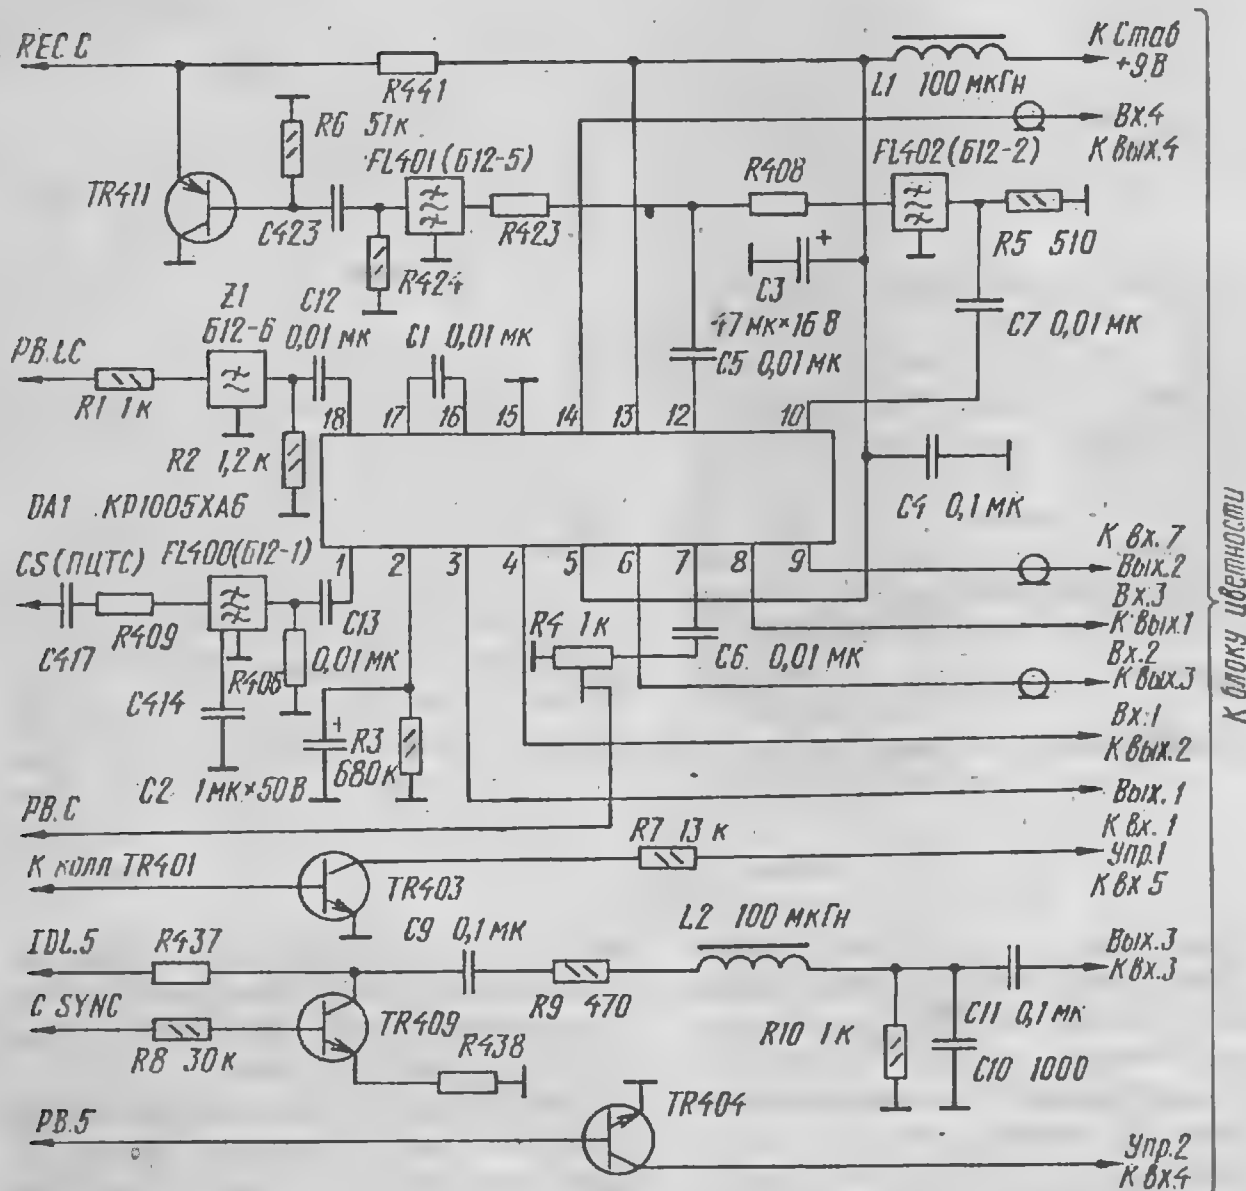 REC.C
R441
L1 100 мкГн
К Стаб
+9 В
R6 51к
FL401 (Б12-5)
R408
FL402 (Б12-2)
Вх.4
К Вых.4
TR411
C423
R423
R424
R5 510
Z1
Б12-6
C12
0,01 мк
C1 0,01 мк
C3
47 мк×16 В
C5 0,01 мк
C7 0,01 мк
PB.LC
R1 1к
18 17 16 15 14 13 12 10
R2 1,2 к
DA1 КР1005ХА6
C4 0,1 мк
CS (ПЦТС)
FL400 (Б12-1)
1 2 3 4 5 6 7 8 9
К вх.7
Вых.2
Вх.3
К Вых.1
Вх.2
К Вых.3
Вх.1
К Вых.2
Вых.1
К вх.1
Упр.1
К вх 5
C417
R409
C13
0,01 мк
R4 1к
C6 0,01 мк
C414
R3
680к
C2 1мк×50В
PB.C
R7 13 к
К колл TR401
TR403
C9 0,1 мк
L2 100 мкГн
IDL.5
R437
Вых.3
К вх.3
C SYNC
R8 30к
TR409
R9 470
R438
R10 1к
C11 0,1 мк
C10 1000
PB.5
TR404
Упр.2
К вх.4
К блоку цветности